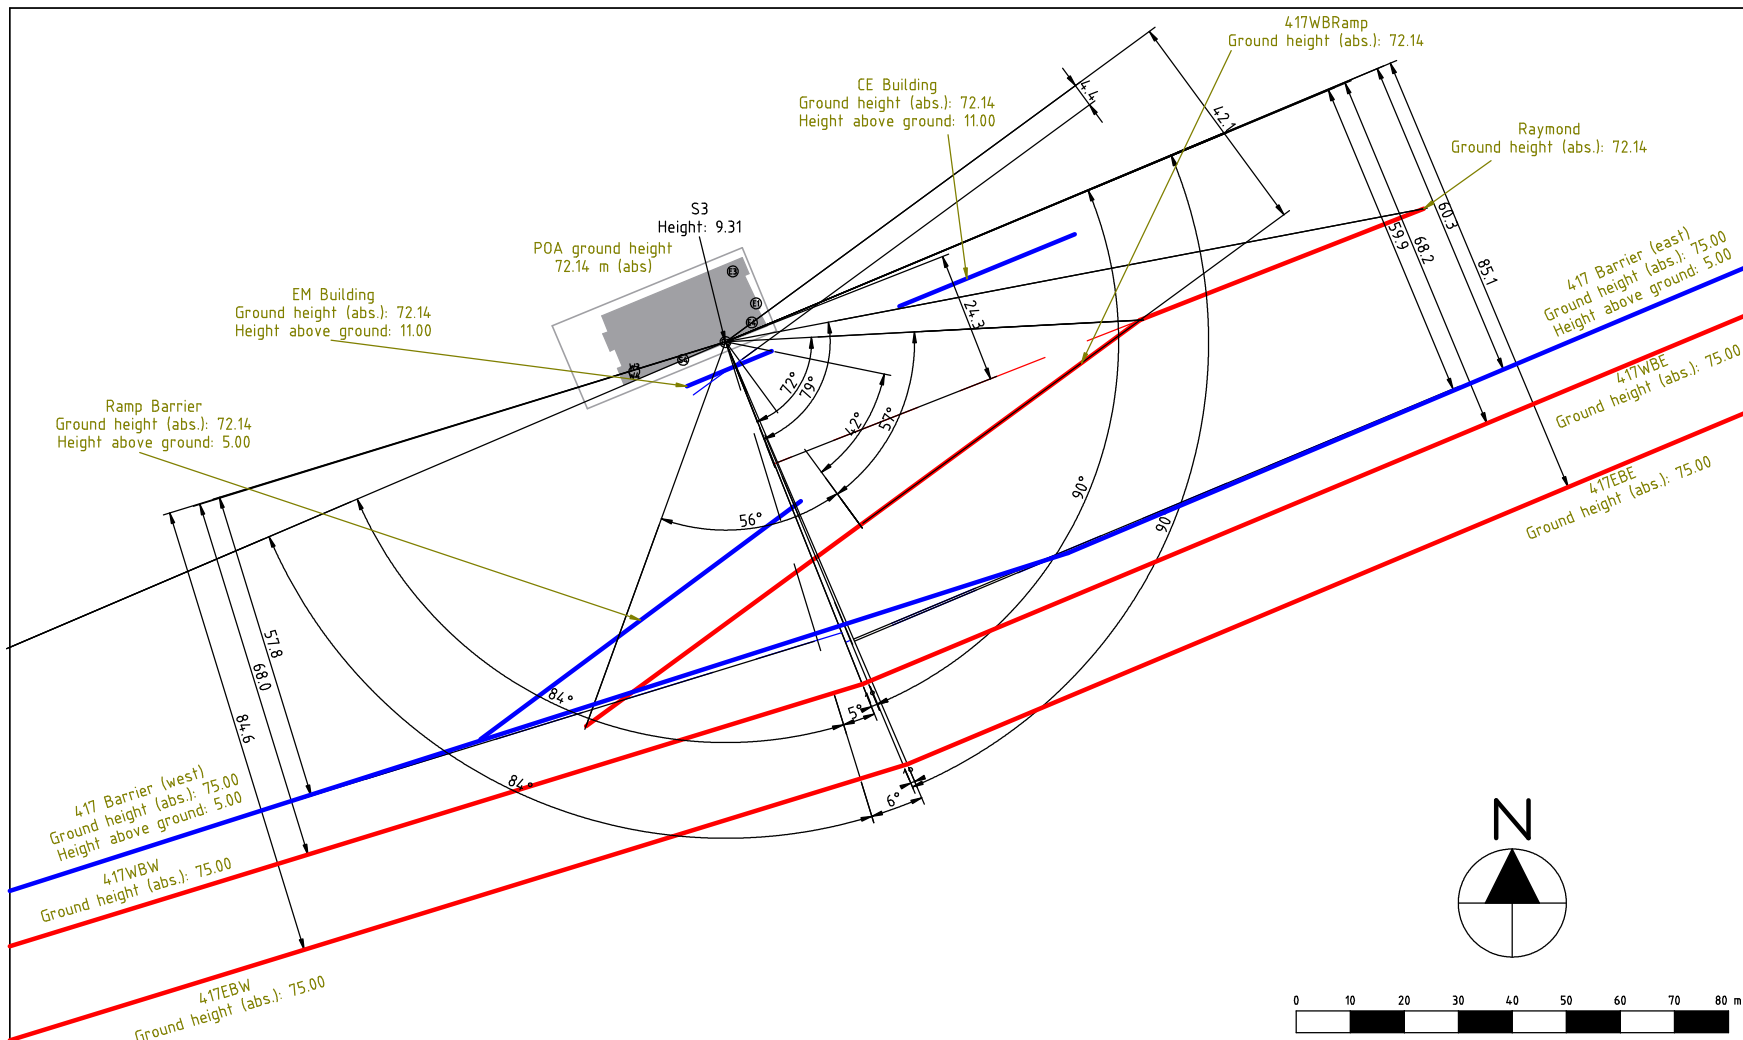 417WBRamp
Ground height (abs.): 72.14
CE Building
Ground height (abs.): 72.14
Height above ground: 11.00
4.4
42.1
Raymond
Ground height (abs.): 72.14
S3
Height: 9.31
POA ground height
72.14 m (abs)
E3
E1
E4
S4
EM Building
Ground height (abs.): 72.14
Height above ground: 11.00
24.3
59.9
68.2
60.3
85.1
417 Barrier (east)
Ground height (abs.): 75.00
Height above ground: 5.00
417WBE
Ground height (abs.): 75.00
417EBE
Ground height (abs.): 75.00
Ramp Barrier
Ground height (abs.): 72.14
Height above ground: 5.00
72°
79°
42°
57°
56°
90°
90
57.8
68.0
84.6
84°
84°
5°
1°
6°
1°
417 Barrier (west)
Ground height (abs.): 75.00
Height above ground: 5.00
417WBW
Ground height (abs.): 75.00
417EBW
Ground height (abs.): 75.00
N
0 10 20 30 40 50 60 70 80 m